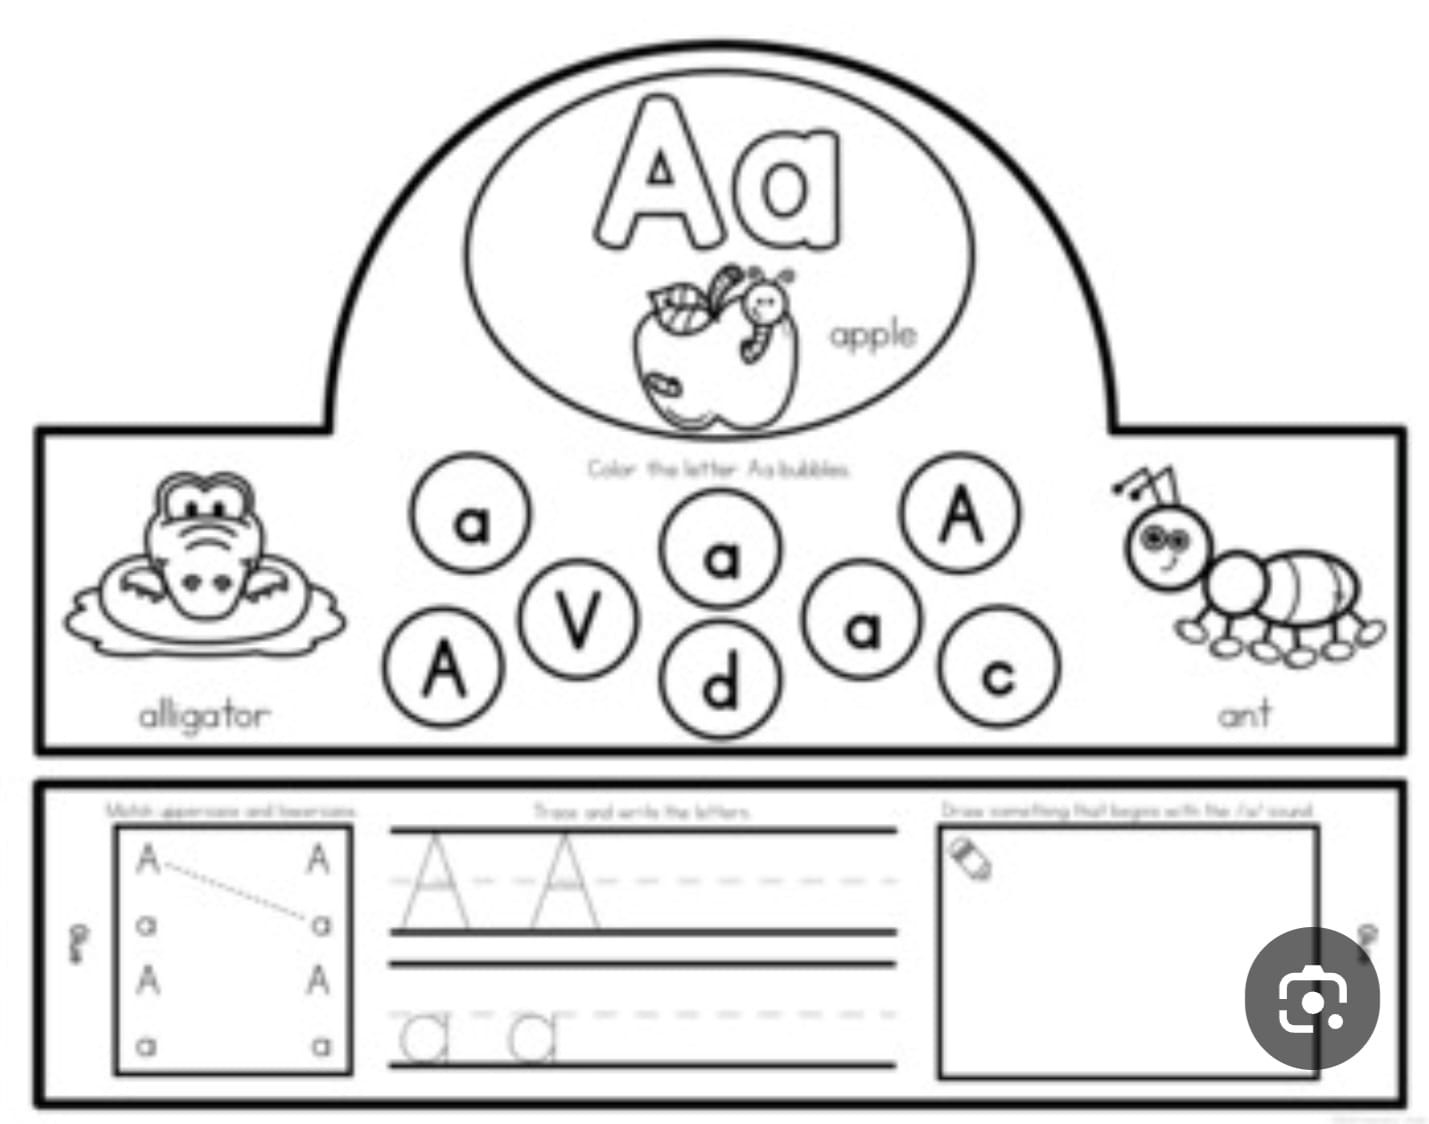 Aa
apple
Color the letter Aa bubbles.
a
a
A
V
a
A
d
c
alligator
ant
Match uppercase and lowercase.
Trace and write the letters.
Draw something that begins with the /a/ sound.
Glue
A A
a a
A A
a a
A A
a a
Glue